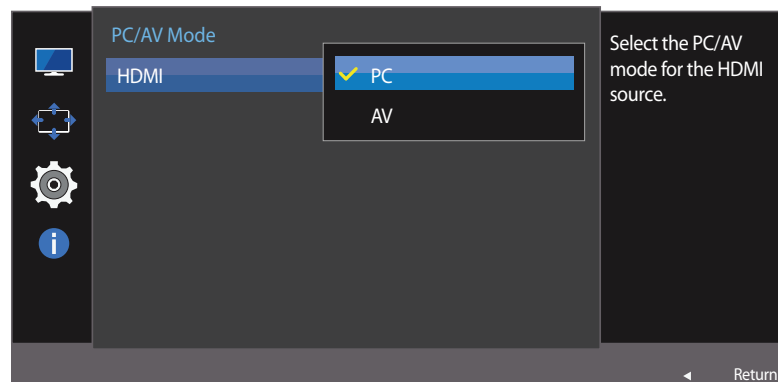 PC/AV Mode
HDMI
PC
AV
Select the PC/AV
mode for the HDMI
source.
Return